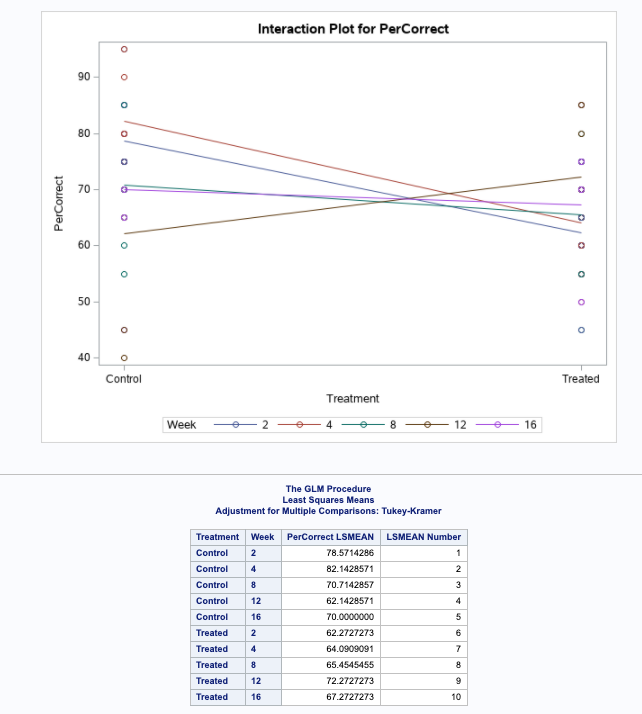 Interaction Plot for PerCorrect
90
80
70
60
50
40
PerCorrect
Control Treated
Treatment
Week 2 4 8 12 16
The GLM Procedure
Least Squares Means
Adjustment for Multiple Comparisons: Tukey-Kramer
Treatment Week PerCorrect LSMEAN LSMEAN Number
Control 2 78.5714286 1
Control 4 82.1428571 2
Control 8 70.7142857 3
Control 12 62.1428571 4
Control 16 70.0000000 5
Treated 2 62.2727273 6
Treated 4 64.0909091 7
Treated 8 65.4545455 8
Treated 12 72.2727273 9
Treated 16 67.2727273 10